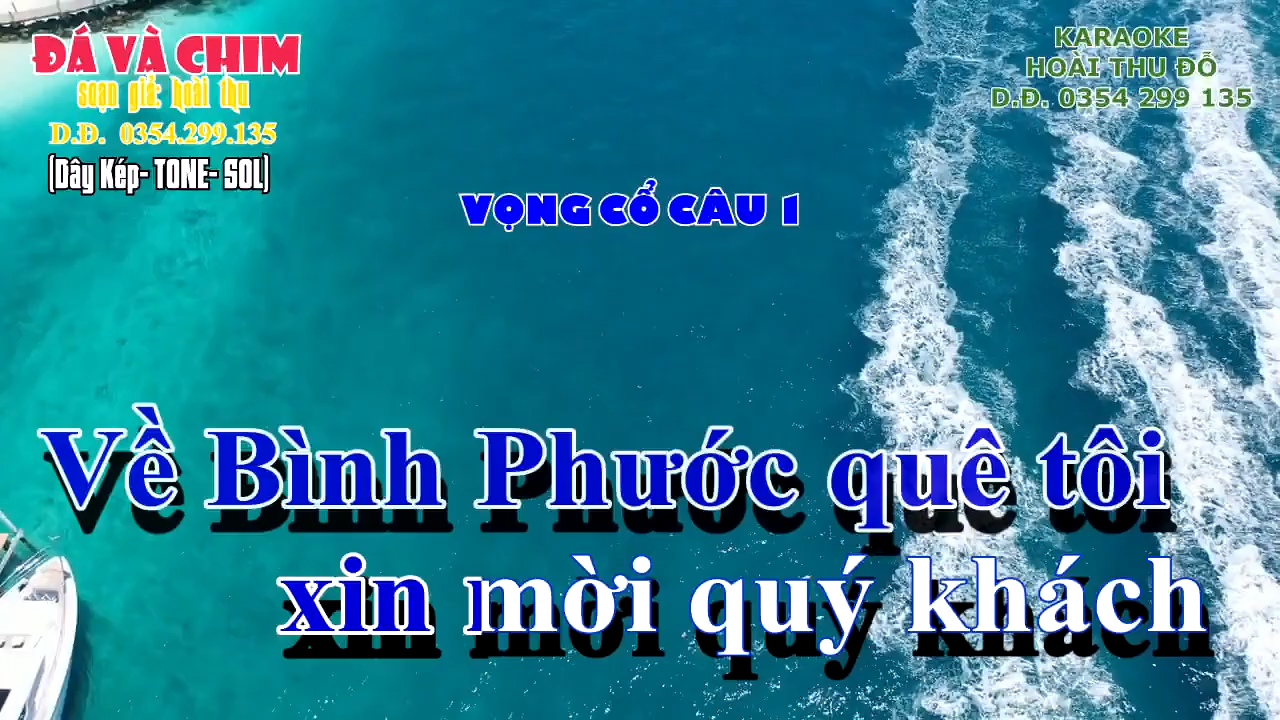 ĐÁ VÀ CHIM
soạn giả: hoài thu
D.Đ. 0354.299.135
(Dây Kép- TONE- SOL)
KARAOKE
HOÀI THU ĐỖ
D.Đ. 0354 299 135
VỌNG CỔ CÂU 1
Về Bình Phước quê tôi
xin mời quý khách